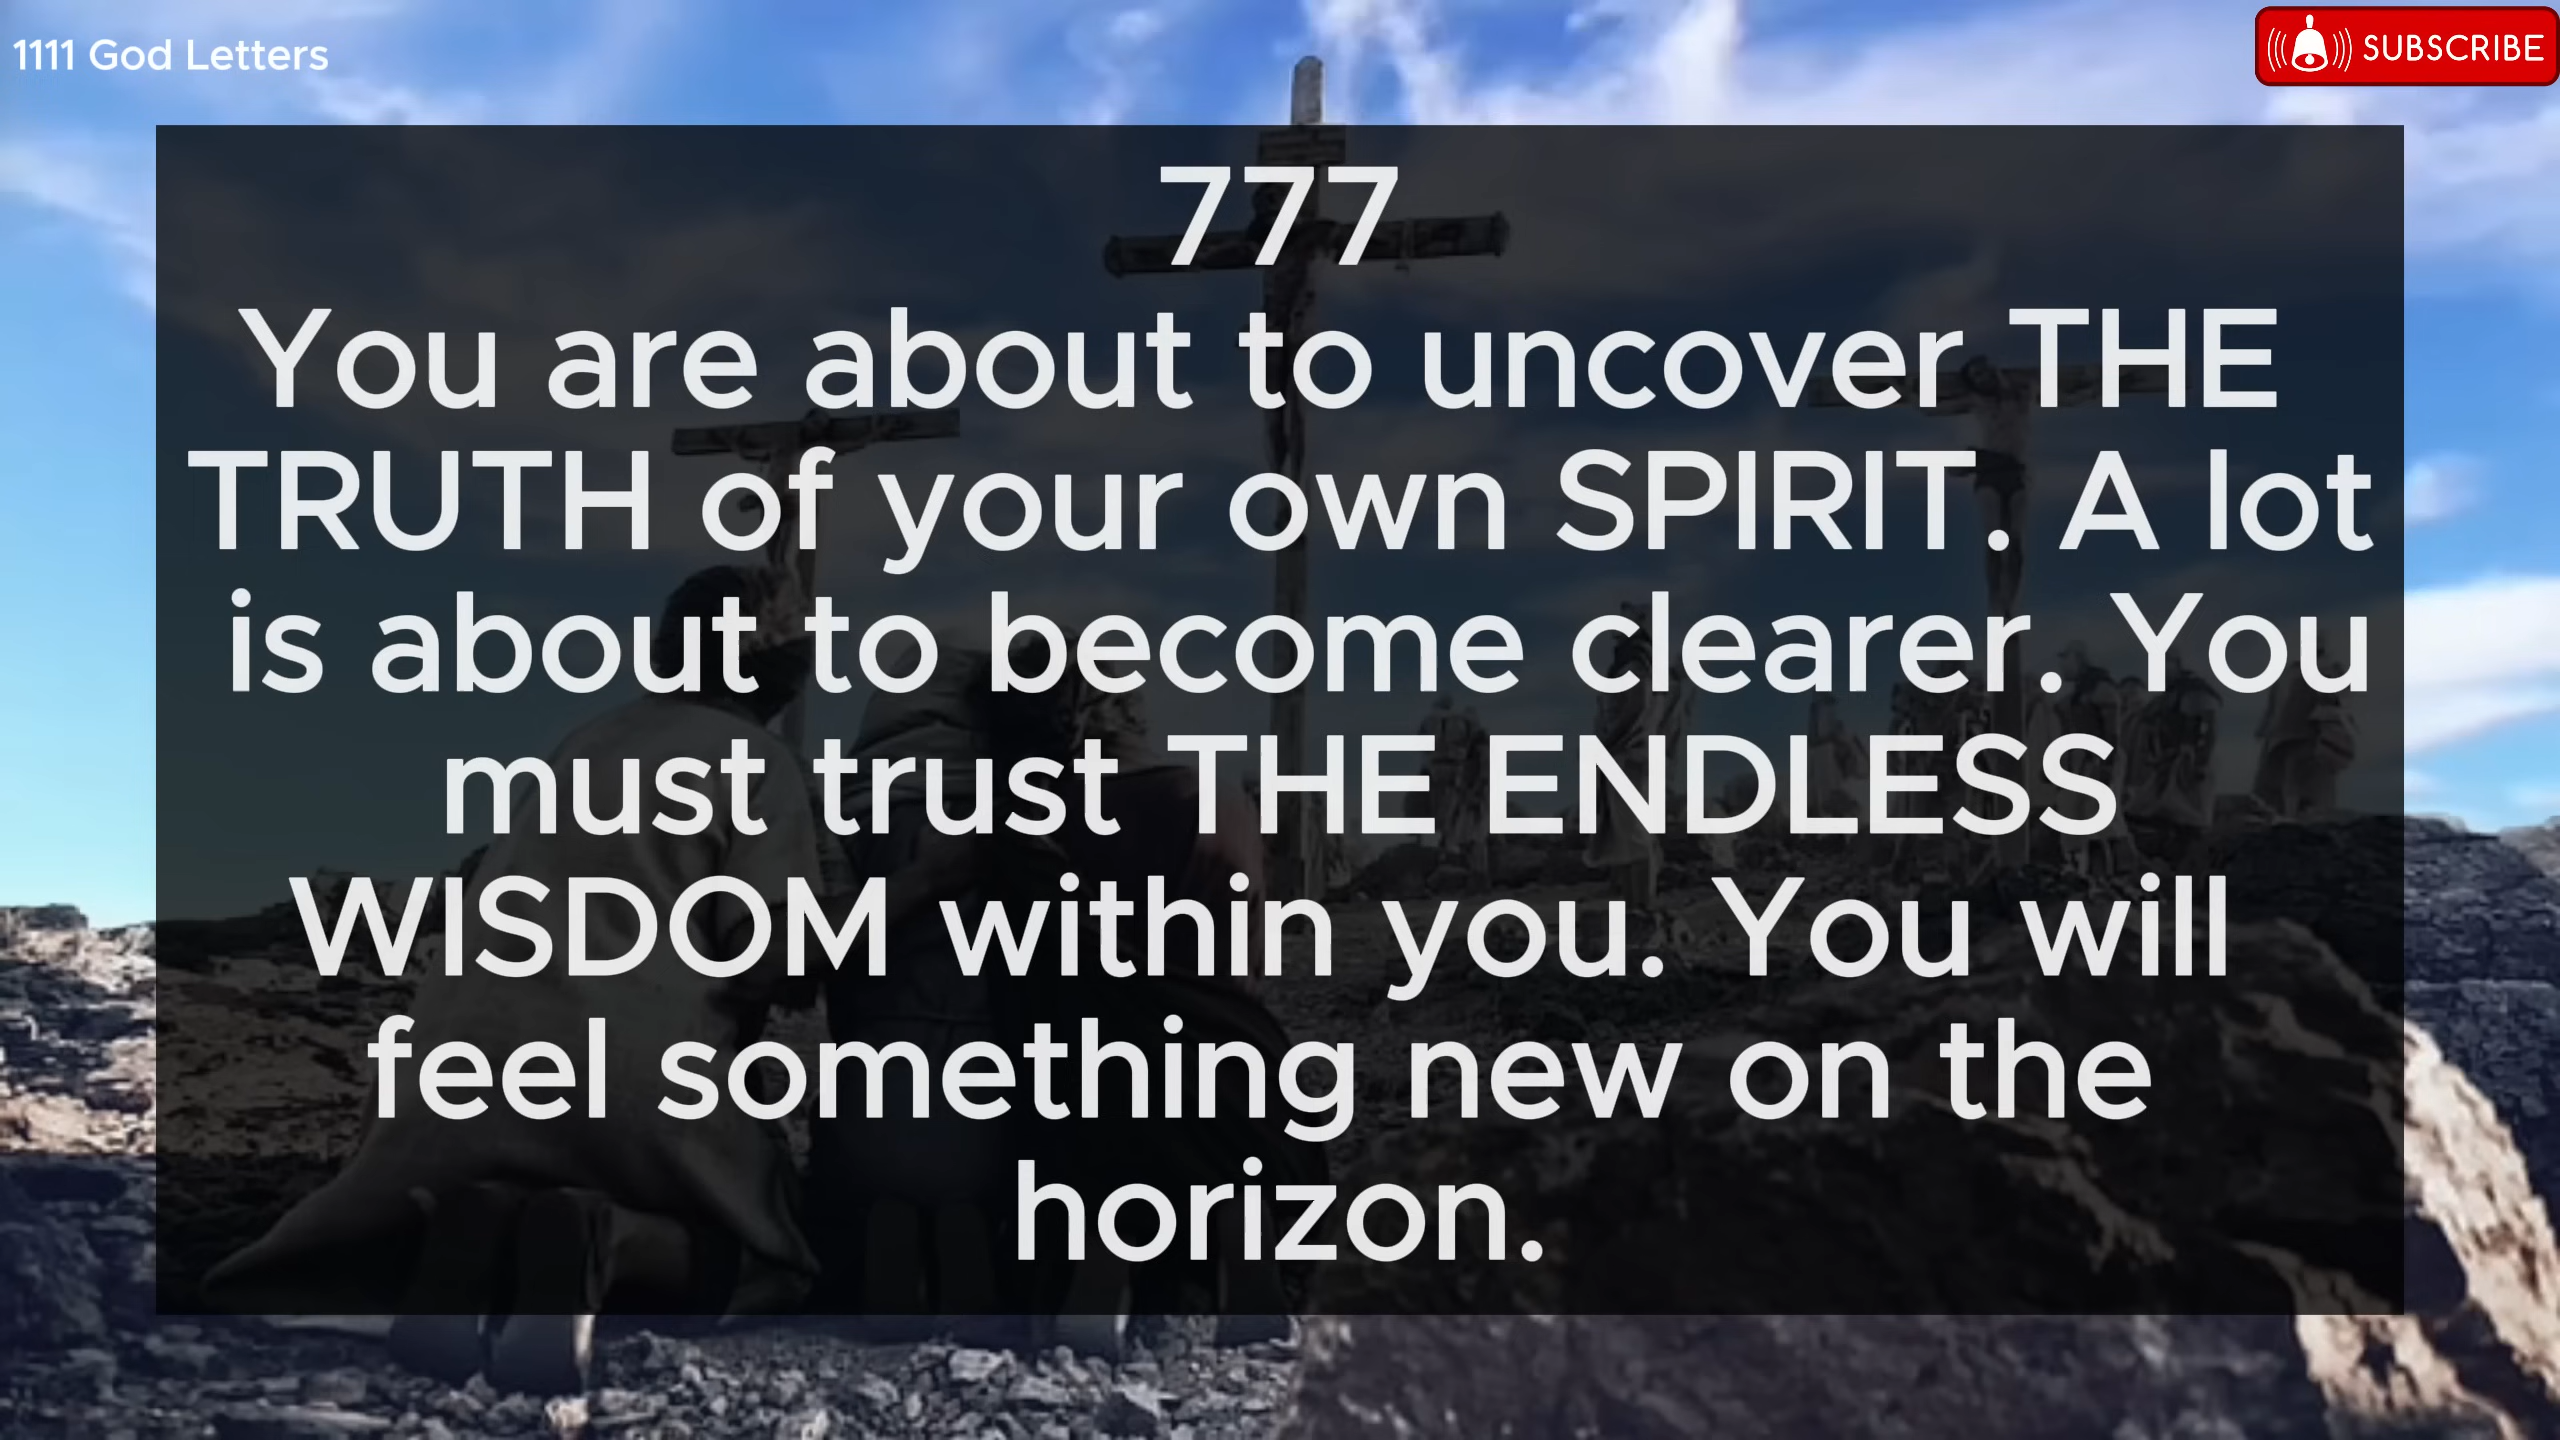 1111 God Letters
SUBSCRIBE
777
You are about to uncover THE
TRUTH of your own SPIRIT. A lot
is about to become clearer. You
must trust THE ENDLESS
WISDOM within you. You will
feel something new on the
horizon.